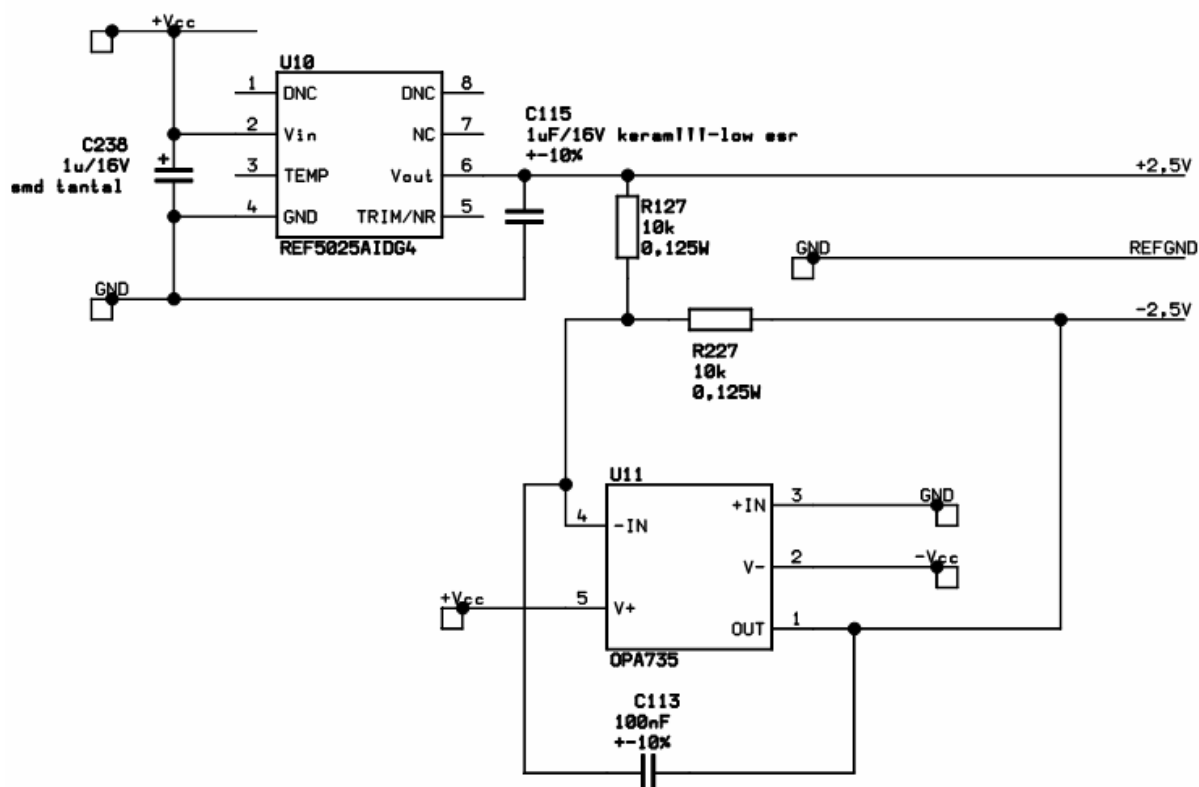 +Vcc
U10
1
DNC
DNC
8
2
Vin
NC
7
3
TEMP
Vout
6
4
GND
TRIM/NR
5
REF5025AIDG4
C238
1u/16V
smd tantal
+
GND
C115
1uF/16V keram!!!-low esr
+-10%
+2,5V
R127
10k
0,125W
GND
REFGND
-2,5V
R227
10k
0,125W
U11
4
-IN
+IN
3
GND
V-
2
-Vcc
+Vcc
5
V+
OUT
1
OPA735
C113
100nF
+-10%